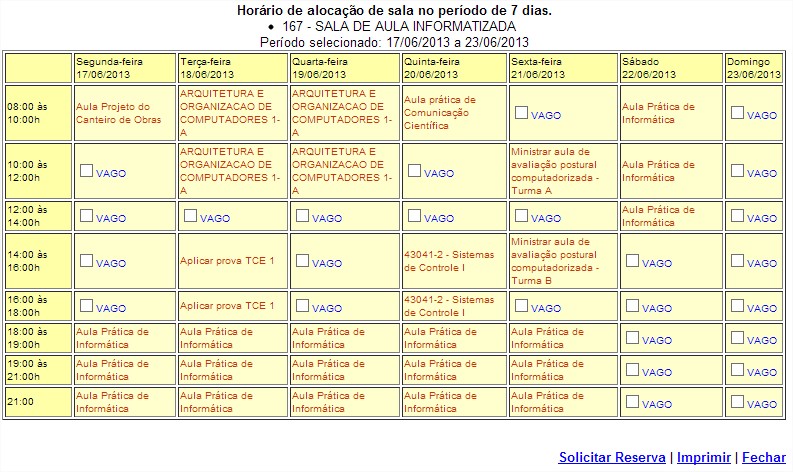 Horário de alocação de sala no período de 7 dias.
• 167 - SALA DE AULA INFORMATIZADA
Período selecionado: 17/06/2013 a 23/06/2013
Segunda-feira
17/06/2013
Terça-feira
18/06/2013
Quarta-feira
19/06/2013
Quinta-feira
20/06/2013
Sexta-feira
21/06/2013
Sábado
22/06/2013
Domingo
23/06/2013
08:00 às
10:00h
Aula Projeto do
Canteiro de Obras
ARQUITETURA E
ORGANIZACAO DE
COMPUTADORES 1-
A
ARQUITETURA E
ORGANIZACAO DE
COMPUTADORES 1-
A
Aula prática de
Comunicação
Científica
VAGO
Aula Prática de
Informática
VAGO
10:00 às
12:00h
VAGO
ARQUITETURA E
ORGANIZACAO DE
COMPUTADORES 1-
A
ARQUITETURA E
ORGANIZACAO DE
COMPUTADORES 1-
A
VAGO
Ministrar aula de
avaliação postural
computadorizada -
Turma A
Aula Prática de
Informática
VAGO
12:00 às
14:00h
VAGO
VAGO
VAGO
VAGO
VAGO
Aula Prática de
Informática
VAGO
14:00 às
16:00h
VAGO
Aplicar prova TCE 1
VAGO
43041-2 - Sistemas
de Controle I
Ministrar aula de
avaliação postural
computadorizada -
Turma B
VAGO
VAGO
16:00 às
18:00h
VAGO
Aplicar prova TCE 1
VAGO
43041-2 - Sistemas
de Controle I
VAGO
VAGO
VAGO
18:00 às
19:00h
Aula Prática de
Informática
Aula Prática de
Informática
Aula Prática de
Informática
Aula Prática de
Informática
Aula Prática de
Informática
VAGO
VAGO
19:00 às
21:00h
Aula Prática de
Informática
Aula Prática de
Informática
Aula Prática de
Informática
Aula Prática de
Informática
Aula Prática de
Informática
VAGO
VAGO
21:00
Aula Prática de
Informática
Aula Prática de
Informática
Aula Prática de
Informática
Aula Prática de
Informática
Aula Prática de
Informática
VAGO
VAGO
Solicitar Reserva | Imprimir | Fechar